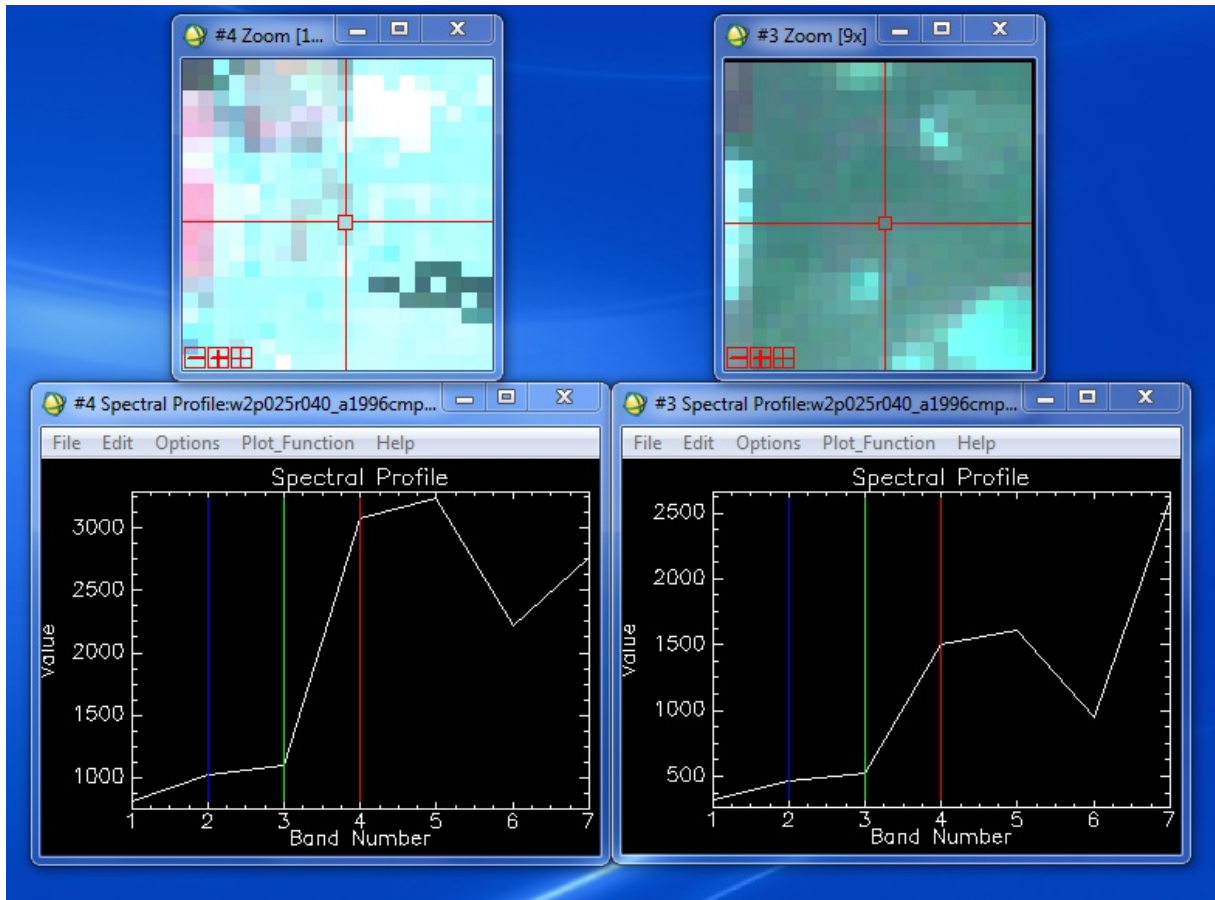 #4 Zoom [1...
#3 Zoom [9x]
#4 Spectral Profile:w2p025r040_a1996cmp...
File Edit Options Plot_Function Help
Spectral Profile
3000
2500
2000
1500
1000
Value
1 2 3 4 5 6 7
Band Number
#3 Spectral Profile:w2p025r040_a1996cmp...
File Edit Options Plot_Function Help
Spectral Profile
2500
2000
1500
1000
500
Value
1 2 3 4 5 6 7
Band Number